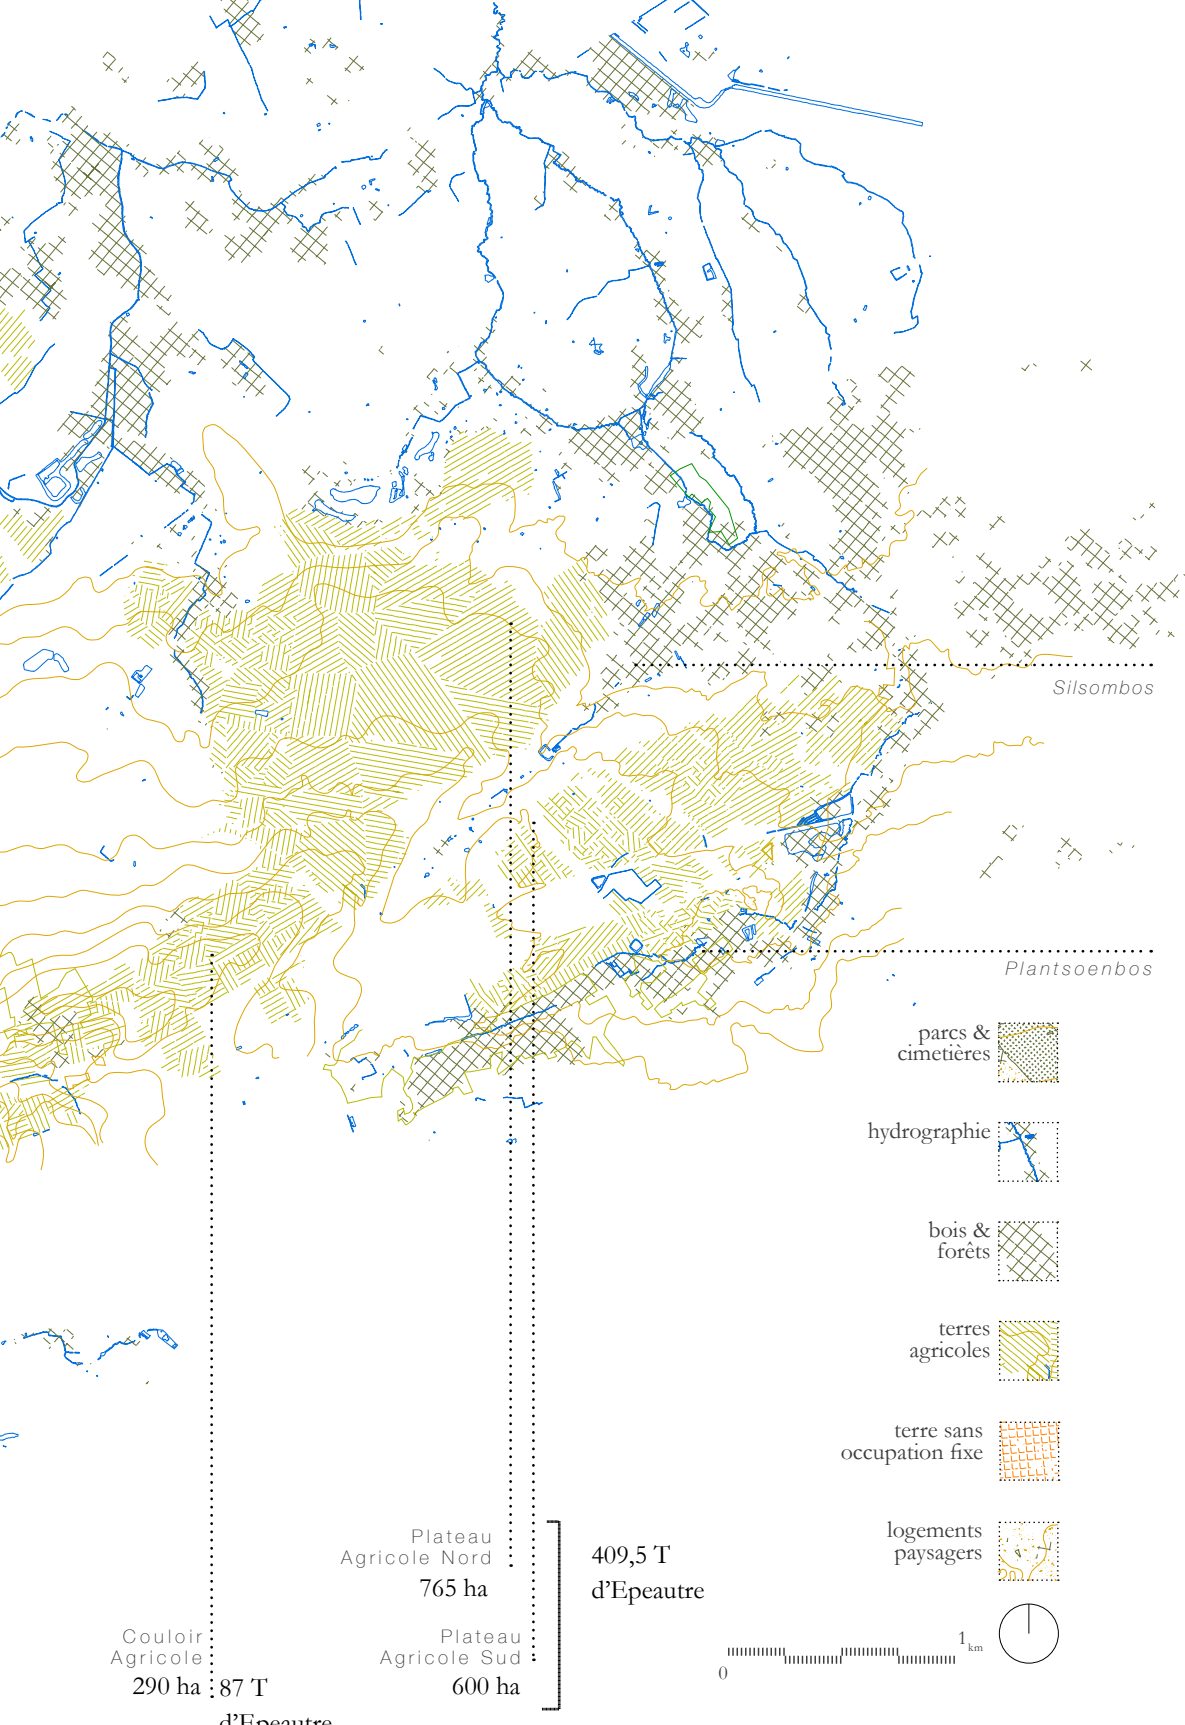 Silsombos
Plantsoenbos
parcs &
cimetières
hydrographie
bois &
forêts
terres
agricoles
terre sans
occupation fixe
logements
paysagers
Plateau
Agricole Nord
765 ha
409,5 T
d’Epeautre
Couloir
Agricole
290 ha
87 T
d’Epeautre
Plateau
Agricole Sud
600 ha
0
1 km